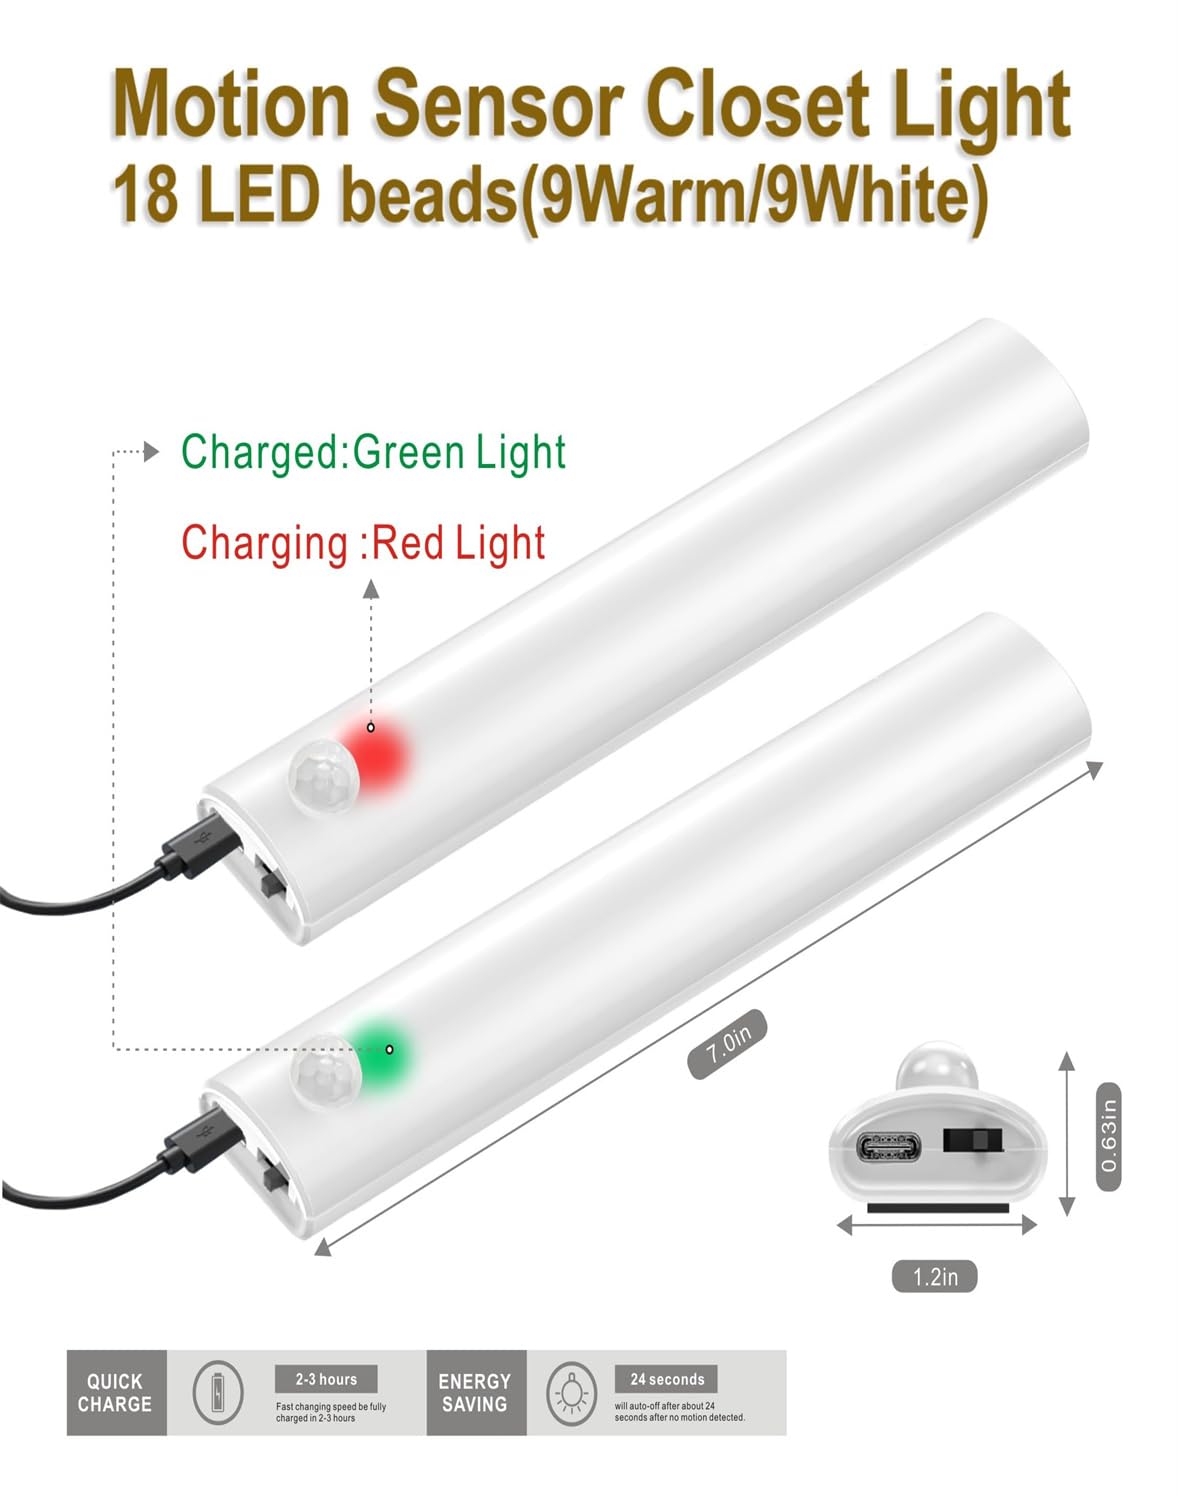 Motion Sensor Closet Light
18 LED beads(9Warm/9White)
Charged:Green Light
Charging :Red Light
7.0in
0.63in
1.2in
QUICK
CHARGE
2-3 hours
Fast changing speed be fully
charged in 2-3 hours
ENERGY
SAVING
24 seconds
will auto-off after about 24
seconds after no motion detected.